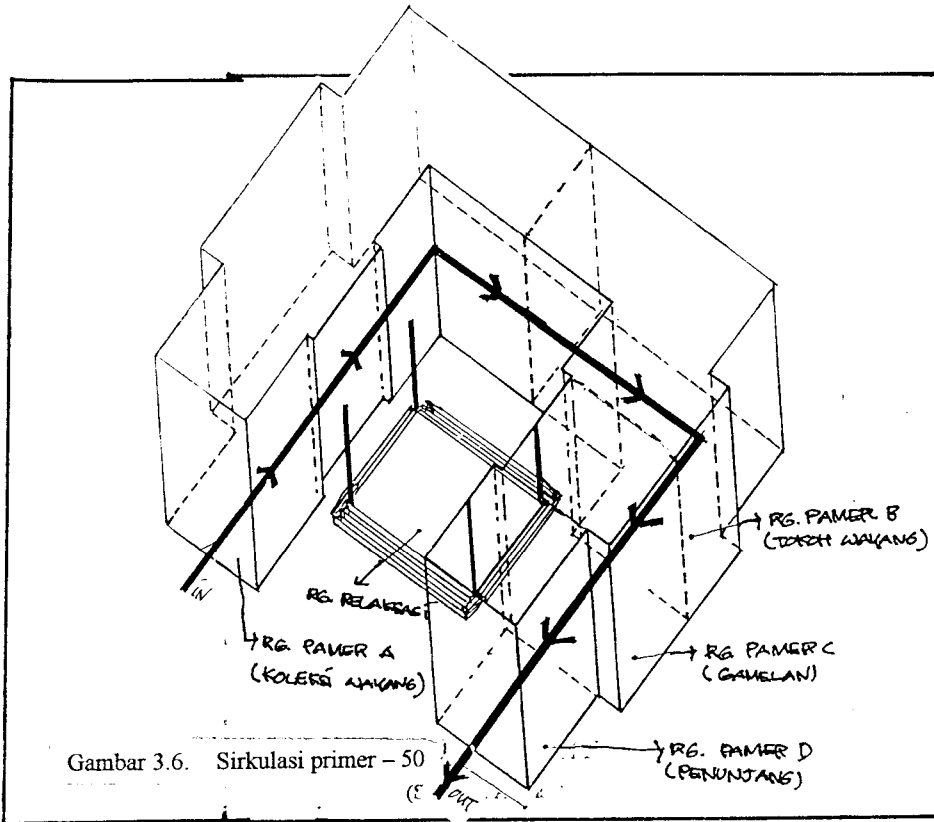 RG. PAMER B
(TOKOH WAYANG)
IN
RG. RELAKSASI
RG. PAMER A
(KOLEKSI WAYANG)
RG. PAMER C
(GAMELAN)
RG. PAMER D
(PENUNJANG)
Gambar 3.6. Sirkulasi primer – 50
OUT